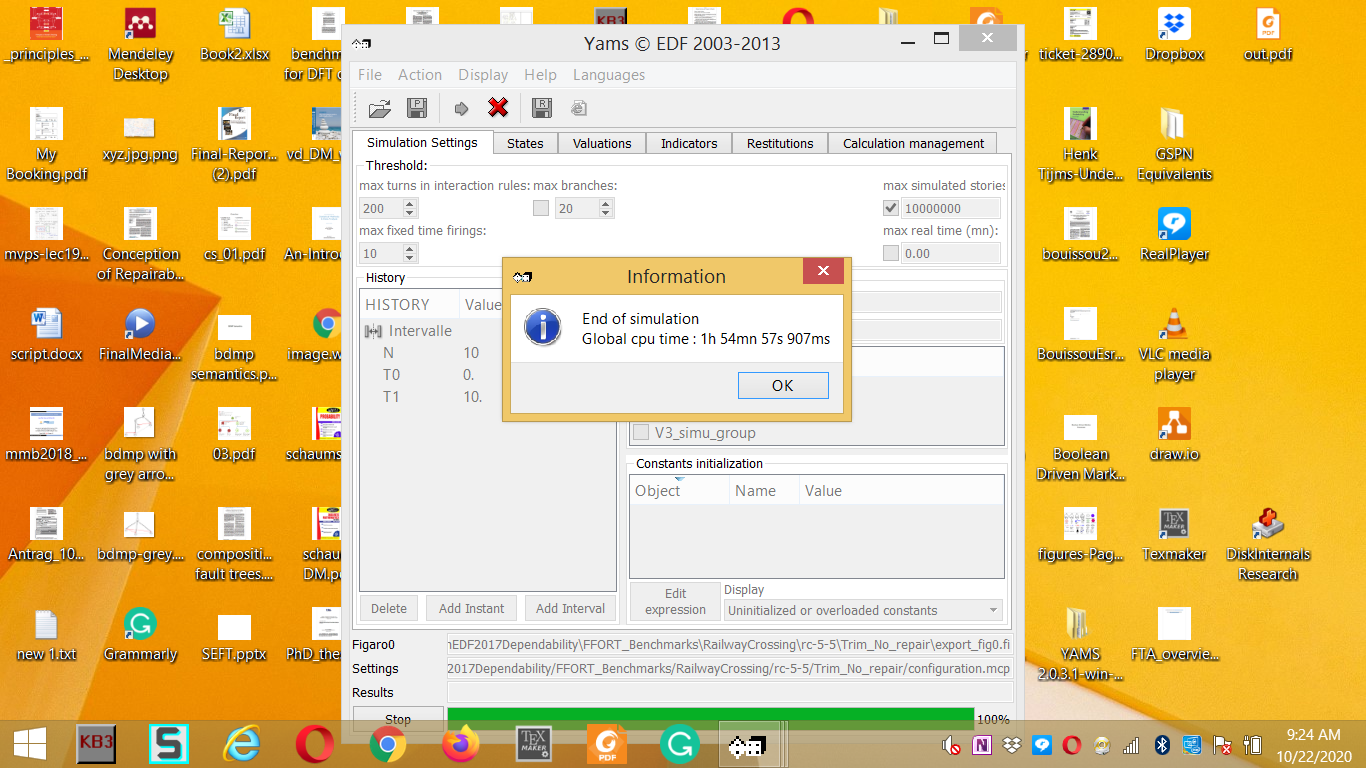 _principles_...
Mendeley
Desktop
Book2.xlsx
benchm
for DFT
KB3
ticket-2890...
Dropbox
out.pdf
PDF
My
Booking.pdf
xyz.jpg.png
Final-Repor...
(2).pdf
vd_DM_
Henk
Tijms-Unde...
GSPN
Equivalents
mvps-lec19...
Conception
of Repairab...
cs_01.pdf
An-Introd
bouissou2...
RealPlayer
script.docx
FinalMedia...
bdmp
semantics.p...
image.w
BouissouEsr...
VLC media
player
mmb2018_...
bdmp with
grey arro...
03.pdf
schaums
Boolean
Driven Mark...
draw.io
Antrag_10...
bdmp-grey....
compositi...
fault trees....
schau
DM.p
figures-Pag...
Texmaker
DiskInternals
Research
new 1.txt
Grammarly
SEFT.pptx
PhD_the
YAMS
2.0.3.1-win-...
FTA_overvie...
Yams © EDF 2003-2013
File Action Display Help Languages
Simulation Settings States Valuations Indicators Restitutions Calculation management
Threshold:
max turns in interaction rules: max branches: max simulated stories
200 20 10000000
max fixed time firings: max real time (mn):
10 0.00
History
HISTORY Value
Intervalle
N 10
T0 0.
T1 10.
Information
End of simulation
Global cpu time : 1h 54mn 57s 907ms
OK
V3_simu_group
Constants initialization
Object Name Value
Delete Add Instant Add Interval
Edit
expression
Display
Uninitialized or overloaded constants
Figaro0 nEDF2017Dependability\FFORT_Benchmarks\RailwayCrossing\rc-5-5\Trim_No_repair\export_fig0.fi
Settings 2017Dependability/FFORT_Benchmarks/RailwayCrossing/rc-5-5/Trim_No_repair/configuration.mcp
Results
Stop 100%
KB3 TEX MAKER PDF
9:24 AM
10/22/2020